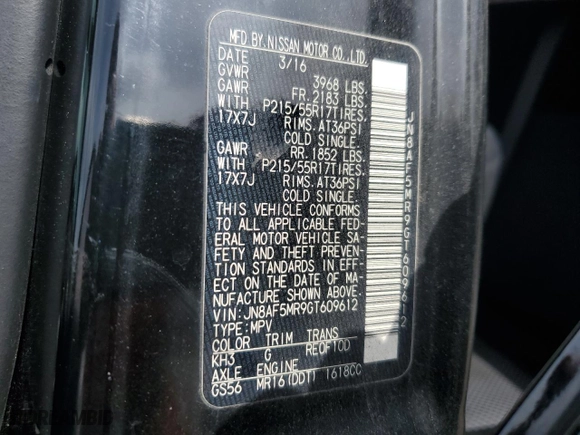 MFD.BY.NISSAN MOTOR CO.,LTD.
DATE 3/16
GVWR 3968 LBS.
GAWR FR. 2183 LBS.
WITH P215/55R17TIRES.
17X7J RIMS. AT36PSI
COLD SINGLE.
GAWR RR. 1852 LBS.
WITH P215/55R17TIRES.
17X7J RIMS. AT36PSI
COLD SINGLE.
THIS VEHICLE CONFORMS
TO ALL APPLICABLE FED-
ERAL MOTOR VEHICLE SA-
FETY AND THEFT PREVEN-
TION STANDARDS IN EFF-
ECT ON THE DATE OF MA-
NUFACTURE SHOWN ABOVE.
VIN:JN8AF5MR9GT609612
TYPE:MPV
COLOR TRIM TRANS
KH3 G RE0F10D
AXLE ENGINE
GS56 MR16(DDT) 1618CC
JN8AF5MR9GT609612